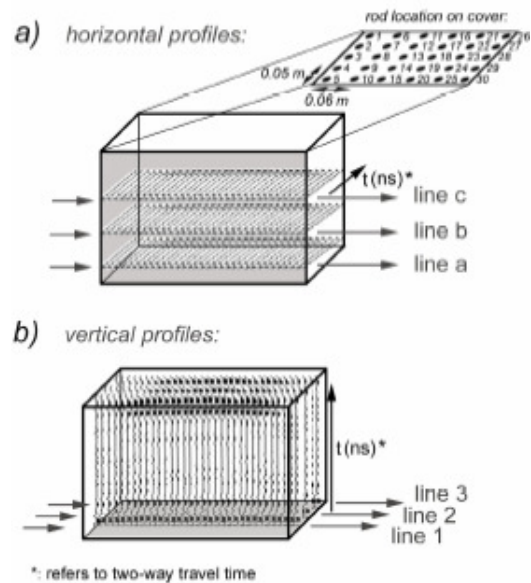 a) horizontal profiles:
rod location on cover:
1 6 11 16 21 26
2 7 12 17 22 27
3 8 13 18 23 28
4 9 14 19 24 29
5 10 15 20 25 30
0.05 m
0.06 m
t(ns)*
line c
line b
line a
b) vertical profiles:
t(ns)*
line 3
line 2
line 1
*: refers to two-way travel time